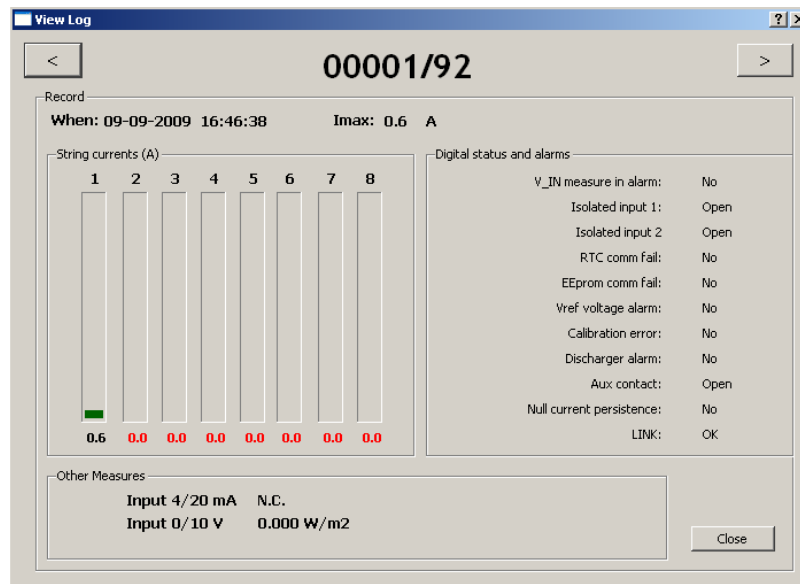 View Log
<
00001/92
>
Record
When: 09-09-2009 16:46:38 Imax: 0.6 A
String currents (A)
1 2 3 4 5 6 7 8
0.6 0.0 0.0 0.0 0.0 0.0 0.0 0.0
Digital status and alarms
V_IN measure in alarm: No
Isolated input 1: Open
Isolated input 2 Open
RTC comm fail: No
EEprom comm fail: No
Vref voltage alarm: No
Calibration error: No
Discharger alarm: No
Aux contact: Open
Null current persistence: No
LINK: OK
Other Measures
Input 4/20 mA N.C.
Input 0/10 V 0.000 W/m2
Close